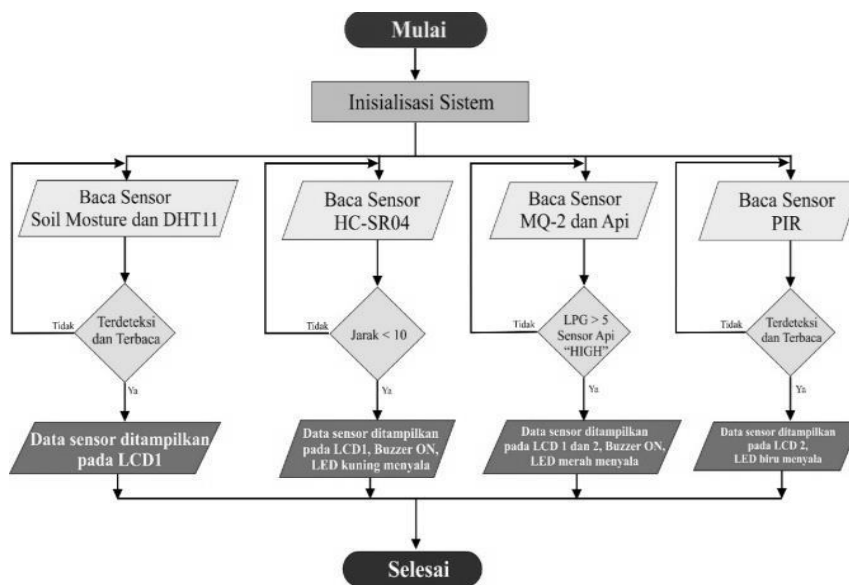 Mulai
Inisialisasi Sistem
Baca Sensor
Soil Mosture dan DHT11
Baca Sensor
HC-SR04
Baca Sensor
MQ-2 dan Api
Baca Sensor
PIR
Tidak
Terdeteksi
dan Terbaca
Tidak
Jarak < 10
Tidak
LPG > 5
Sensor Api
“HIGH”
Tidak
Terdeteksi
dan Terbaca
Ya
Ya
Ya
Ya
Data sensor ditampilkan
pada LCD1
Data sensor ditampilkan
pada LCD1, Buzzer ON,
LED kuning menyala
Data sensor ditampilkan
pada LCD 1 dan 2, Buzzer ON,
LED merah menyala
Data sensor ditampilkan
pada LCD 2,
LED biru menyala
Selesai